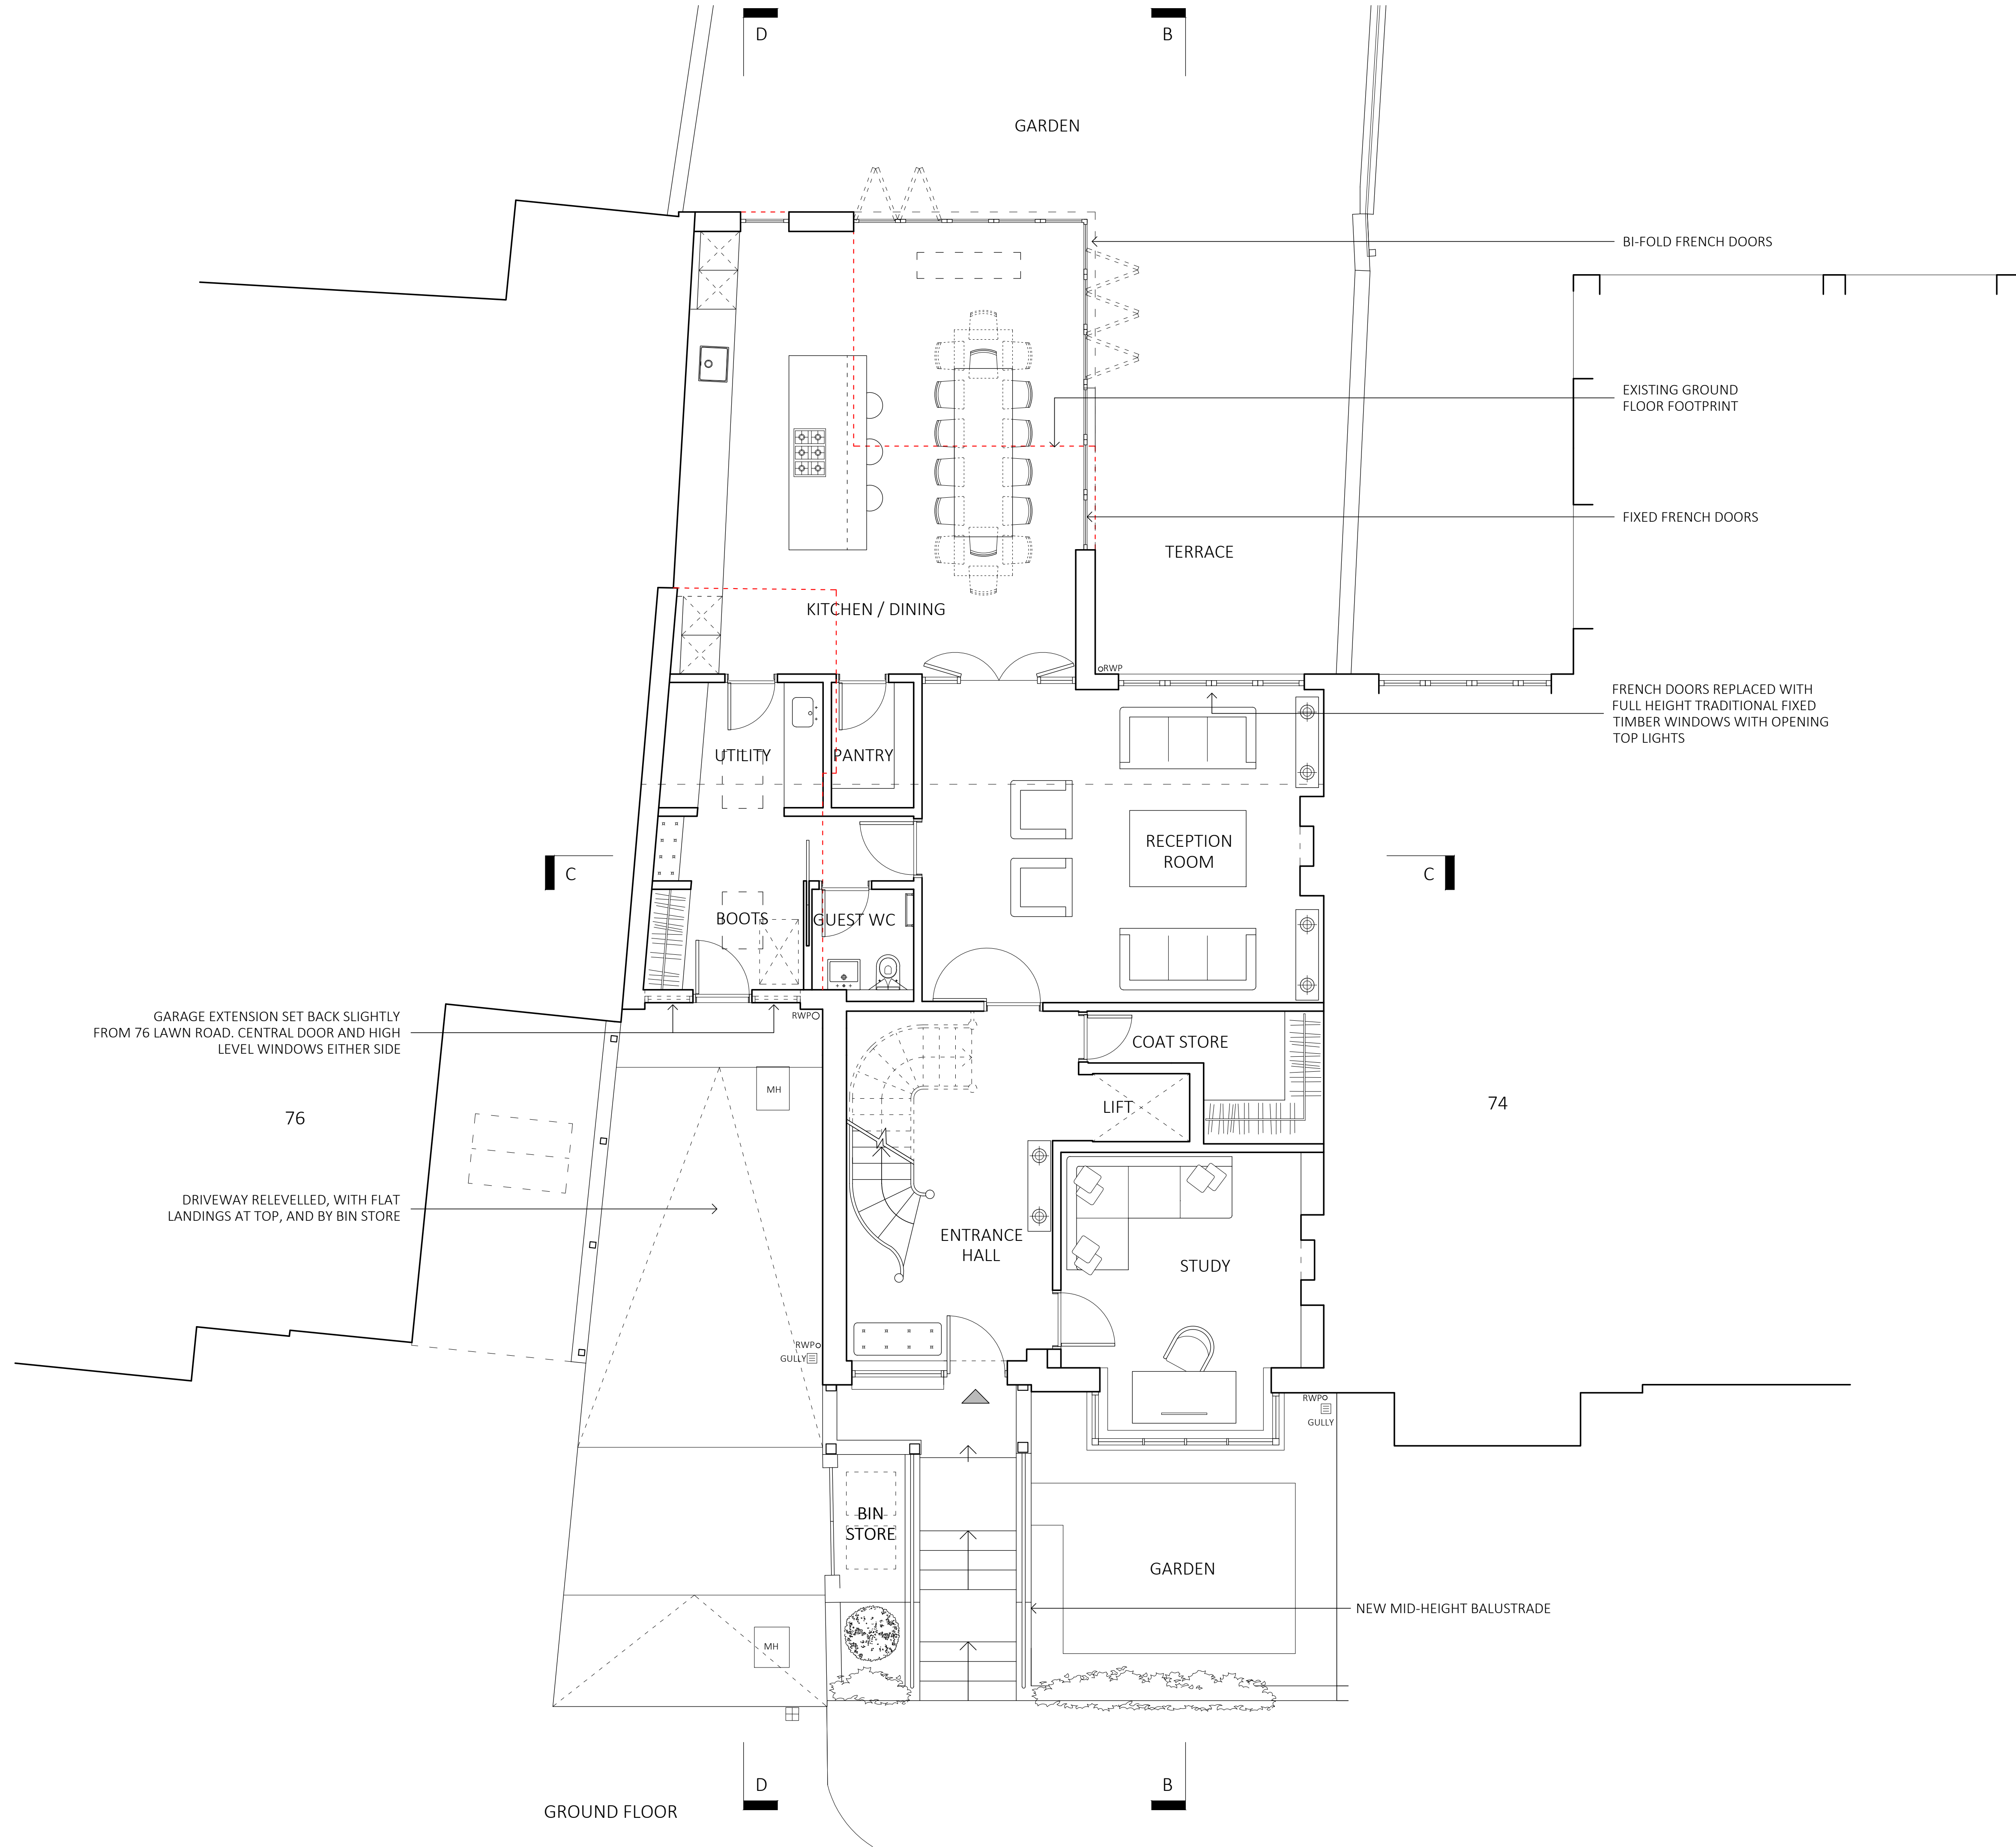 D
B
GARDEN
BI-FOLD FRENCH DOORS
EXISTING GROUND
FLOOR FOOTPRINT
FIXED FRENCH DOORS
TERRACE
KITCHEN / DINING
RWP
FRENCH DOORS REPLACED WITH
FULL HEIGHT TRADITIONAL FIXED
TIMBER WINDOWS WITH OPENING
TOP LIGHTS
UTILITY
PANTRY
RECEPTION
ROOM
C
C
BOOTS
GUEST WC
GARAGE EXTENSION SET BACK SLIGHTLY
FROM 76 LAWN ROAD. CENTRAL DOOR AND HIGH
LEVEL WINDOWS EITHER SIDE
RWP
COAT STORE
MH
LIFT
76
74
DRIVEWAY RELEVELLED, WITH FLAT
LANDINGS AT TOP, AND BY BIN STORE
ENTRANCE
HALL
STUDY
RWP
GULLY
RWP
GULLY
BIN
STORE
GARDEN
NEW MID-HEIGHT BALUSTRADE
MH
D
B
GROUND FLOOR